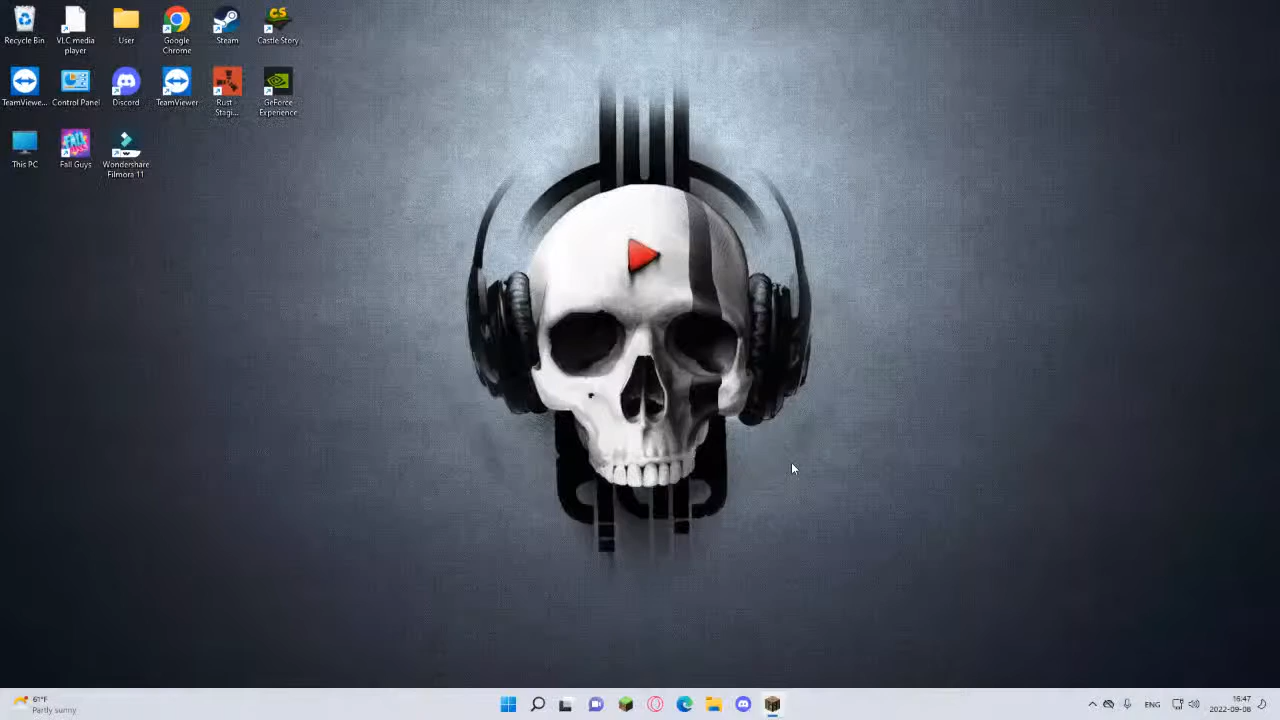 Recycle Bin
VLC media
player
User
Google
Chrome
Steam
CS
Castle Story
TeamViewe...
Control Panel
Discord
TeamViewer
Rust -
Stagi...
GeForce
Experience
This PC
Fall Guys
Wondershare
Filmora 11
61°F
Partly sunny
ENG
16:47
2022-09-08